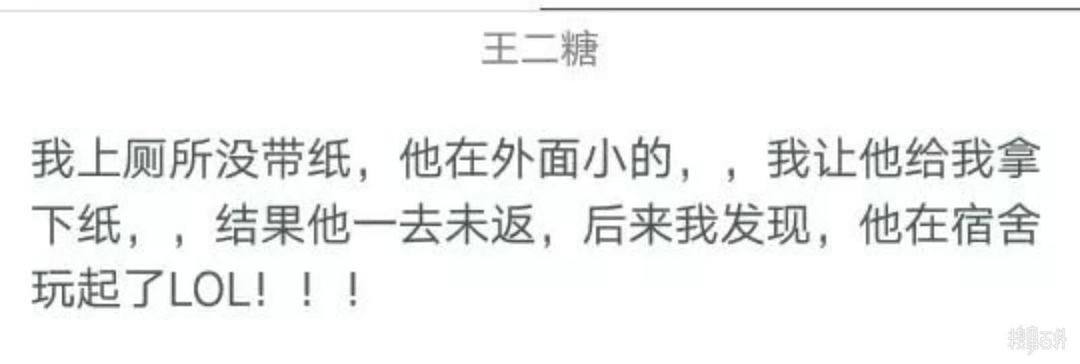 王二糖
我上厕所没带纸，他在外面小的，，我让他给我拿
下纸，，结果他一去未返，后来我发现，他在宿舍
玩起了LOL！！！